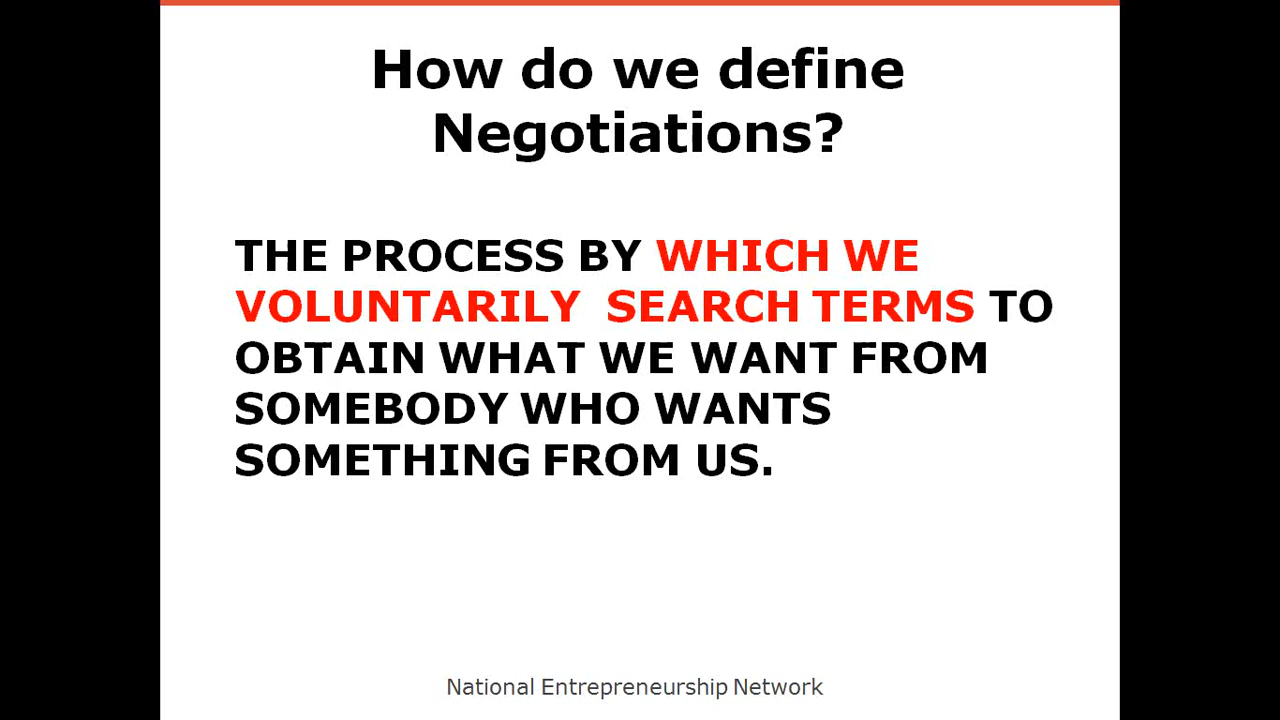 How do we define
Negotiations?
THE PROCESS BY WHICH WE
VOLUNTARILY  SEARCH TERMS TO
OBTAIN WHAT WE WANT FROM
SOMEBODY WHO WANTS
SOMETHING FROM US.
National Entrepreneurship Network